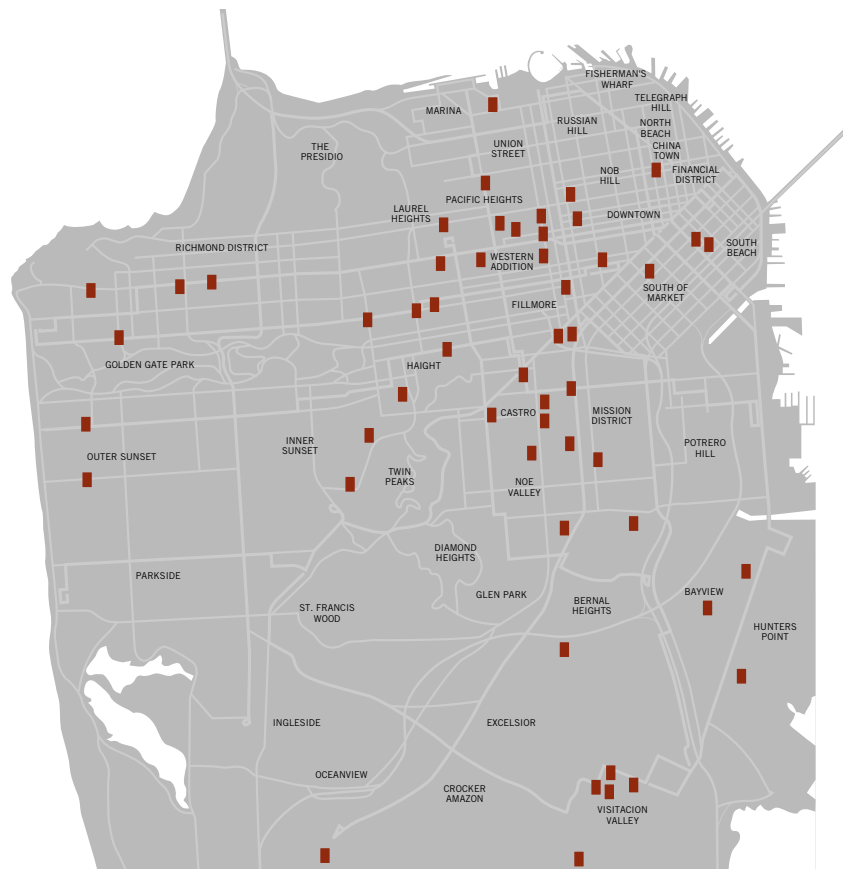 FISHERMAN'S
WHARF
MARINA
TELEGRAPH
HILL
RUSSIAN
HILL
NORTH
BEACH
THE
PRESIDIO
UNION
STREET
CHINA
TOWN
NOB
HILL
FINANCIAL
DISTRICT
PACIFIC HEIGHTS
LAUREL
HEIGHTS
DOWNTOWN
RICHMOND DISTRICT
SOUTH
BEACH
WESTERN
ADDITION
SOUTH OF
MARKET
FILLMORE
GOLDEN GATE PARK
HAIGHT
CASTRO
MISSION
DISTRICT
INNER
SUNSET
POTRERO
HILL
OUTER SUNSET
TWIN
PEAKS
NOE
VALLEY
DIAMOND
HEIGHTS
PARKSIDE
GLEN PARK
BAYVIEW
BERNAL
HEIGHTS
ST. FRANCIS
WOOD
HUNTERS
POINT
INGLESIDE
EXCELSIOR
OCEANVIEW
CROCKER
AMAZON
VISITACION
VALLEY